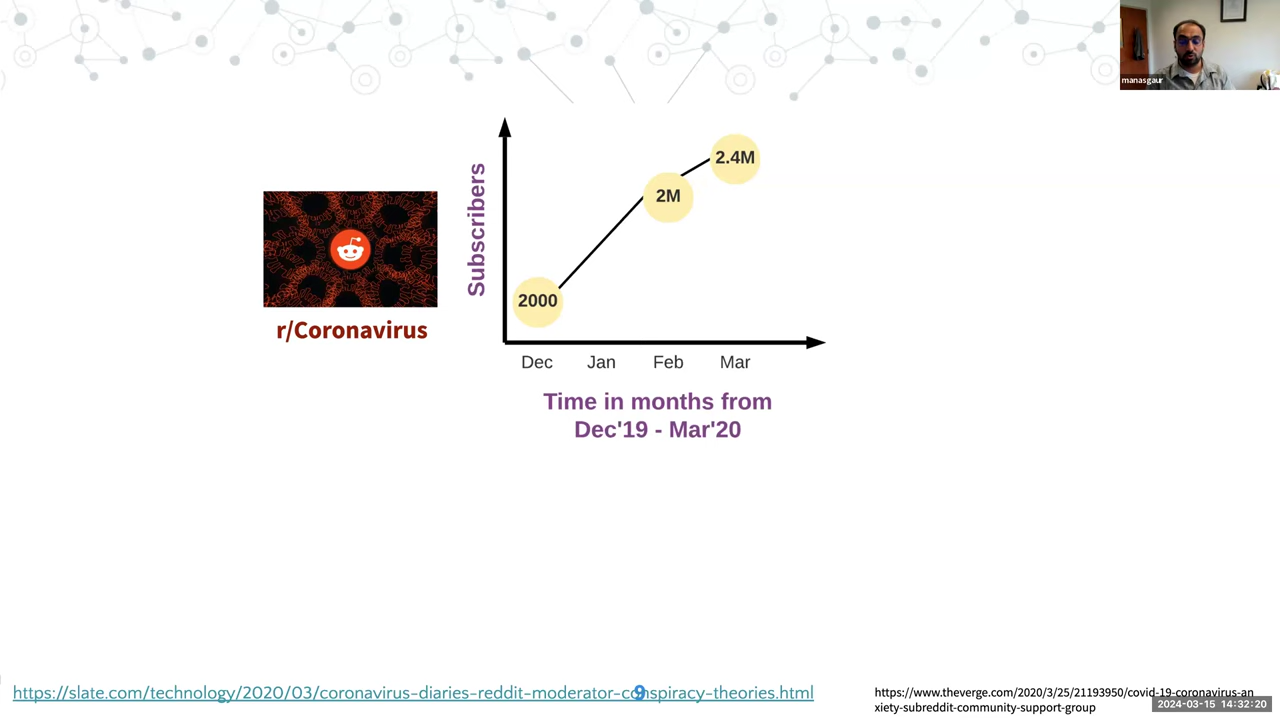 manasgaur
Subscribers
2.4M
2M
2000
r/Coronavirus
Dec Jan Feb Mar
Time in months from
Dec'19 - Mar'20
https://slate.com/technology/2020/03/coronavirus-diaries-reddit-moderator-conspiracy-theories.html
9
https://www.theverge.com/2020/3/25/21193950/covid-19-coronavirus-an
xiety-subreddit-community-support-group
2024-03-15 14:32:20